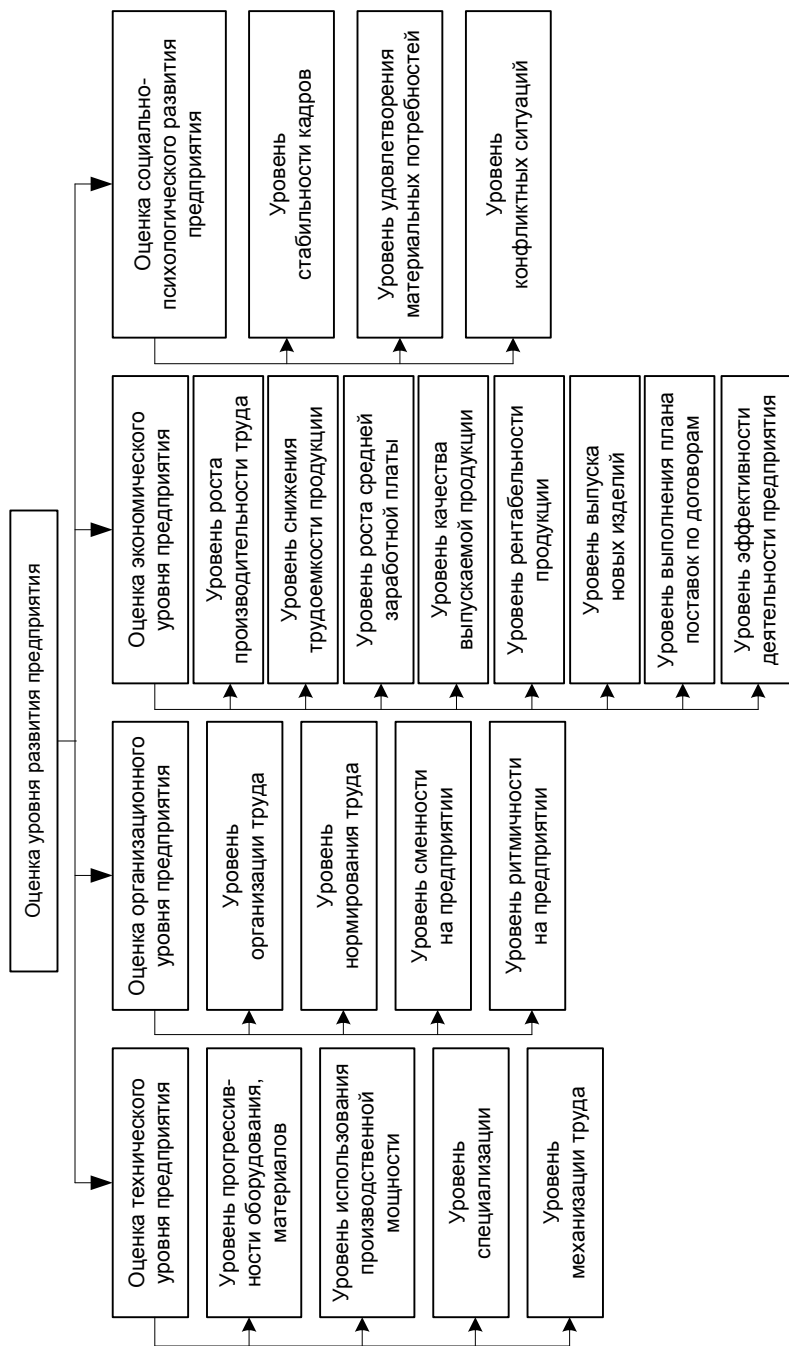 Оценка уровня развития предприятия
Оценка технического
уровня предприятия
Уровень прогрессив-
ности оборудования,
материалов
Уровень использования
производственной
мощности
Уровень
специализации
Уровень
механизации труда
Оценка организационного
уровня предприятия
Уровень
организации труда
Уровень
нормирования труда
Уровень сменности
на предприятии
Уровень ритмичности
на предприятии
Оценка экономического
уровня предприятия
Уровень роста
производительности труда
Уровень снижения
трудоемкости продукции
Уровень роста средней
заработной платы
Уровень качества
выпускаемой продукции
Уровень рентабельности
продукции
Уровень выпуска
новых изделий
Уровень выполнения плана
поставок по договорам
Уровень эффективности
деятельности предприятия
Оценка социально-
психологического развития
предприятия
Уровень
стабильности кадров
Уровень удовлетворения
материальных потребностей
Уровень
конфликтных ситуаций